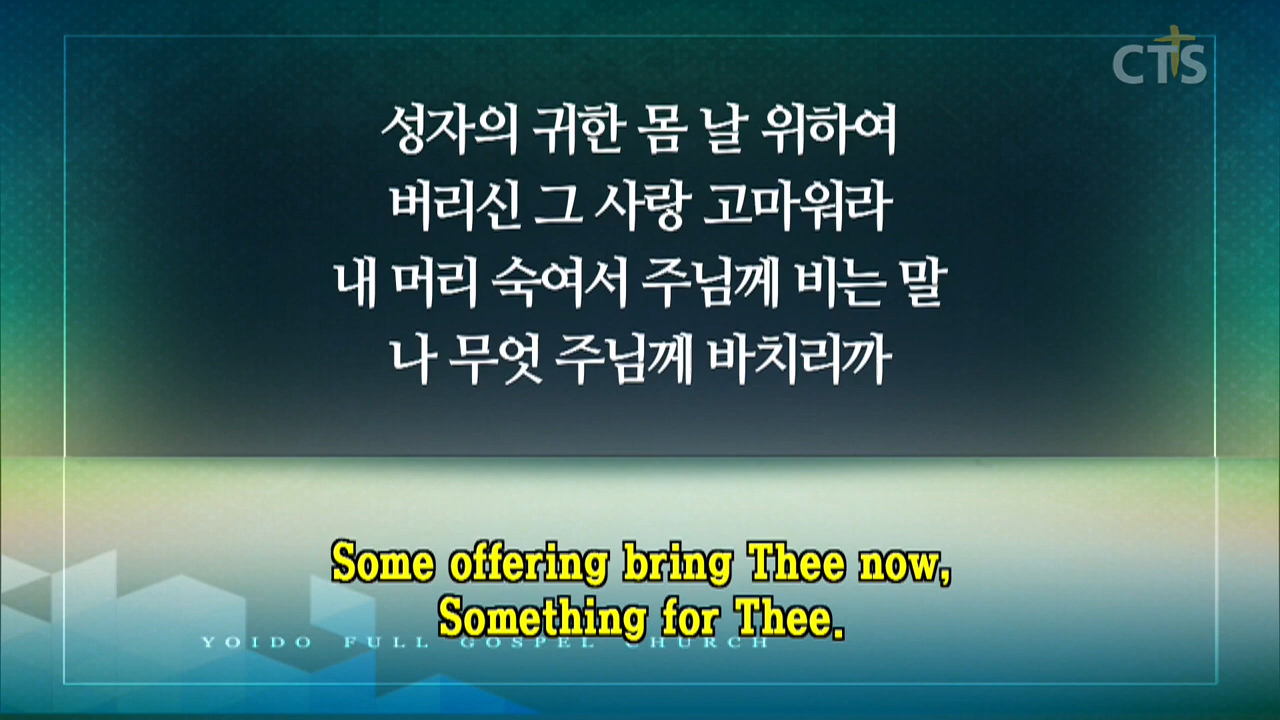 CTS
성자의 귀한 몸 날 위하여
버리신 그 사랑 고마워라
내 머리 숙여서 주님께 비는 말
나 무엇 주님께 바치리까
Some offering bring Thee now,
Something for Thee.
YOIDO FULL GOSPEL CHURCH